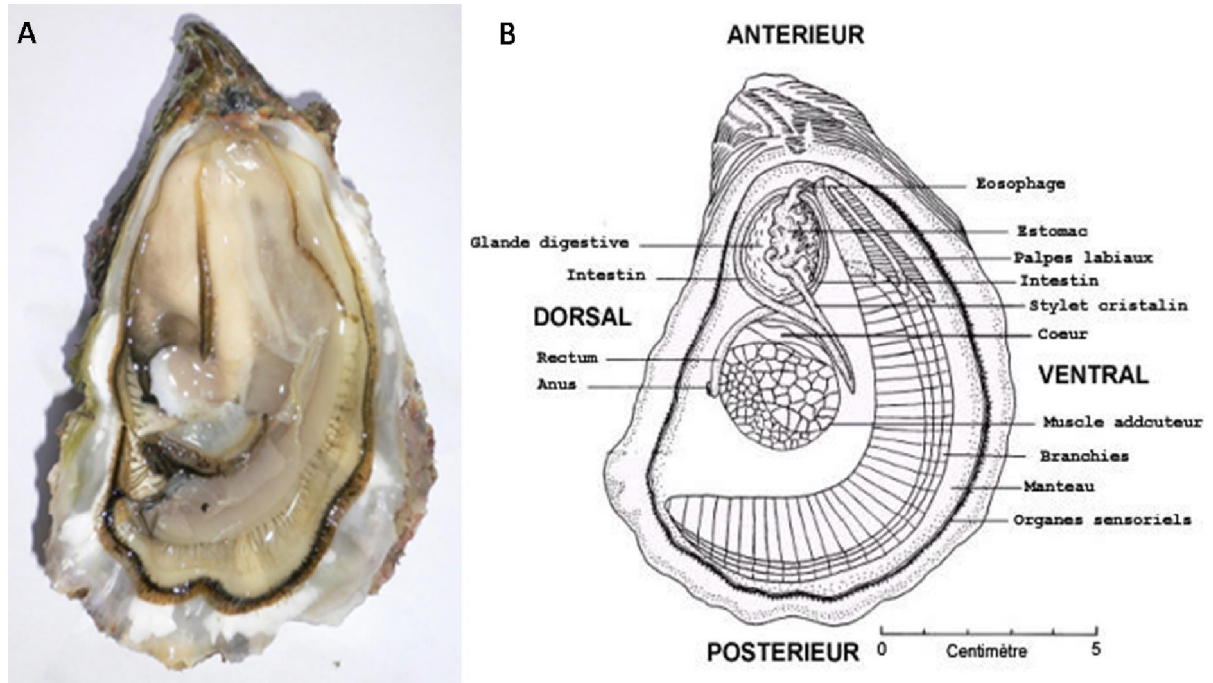 A
B
ANTERIEUR
Eosophage
Estomac
Glande digestive
Palpes labiaux
Intestin
Intestin
Stylet cristalin
DORSAL
Coeur
Rectum
VENTRAL
Anus
Muscle addcuteur
Branchies
Manteau
Organes sensoriels
POSTERIEUR
0 Centimètre 5